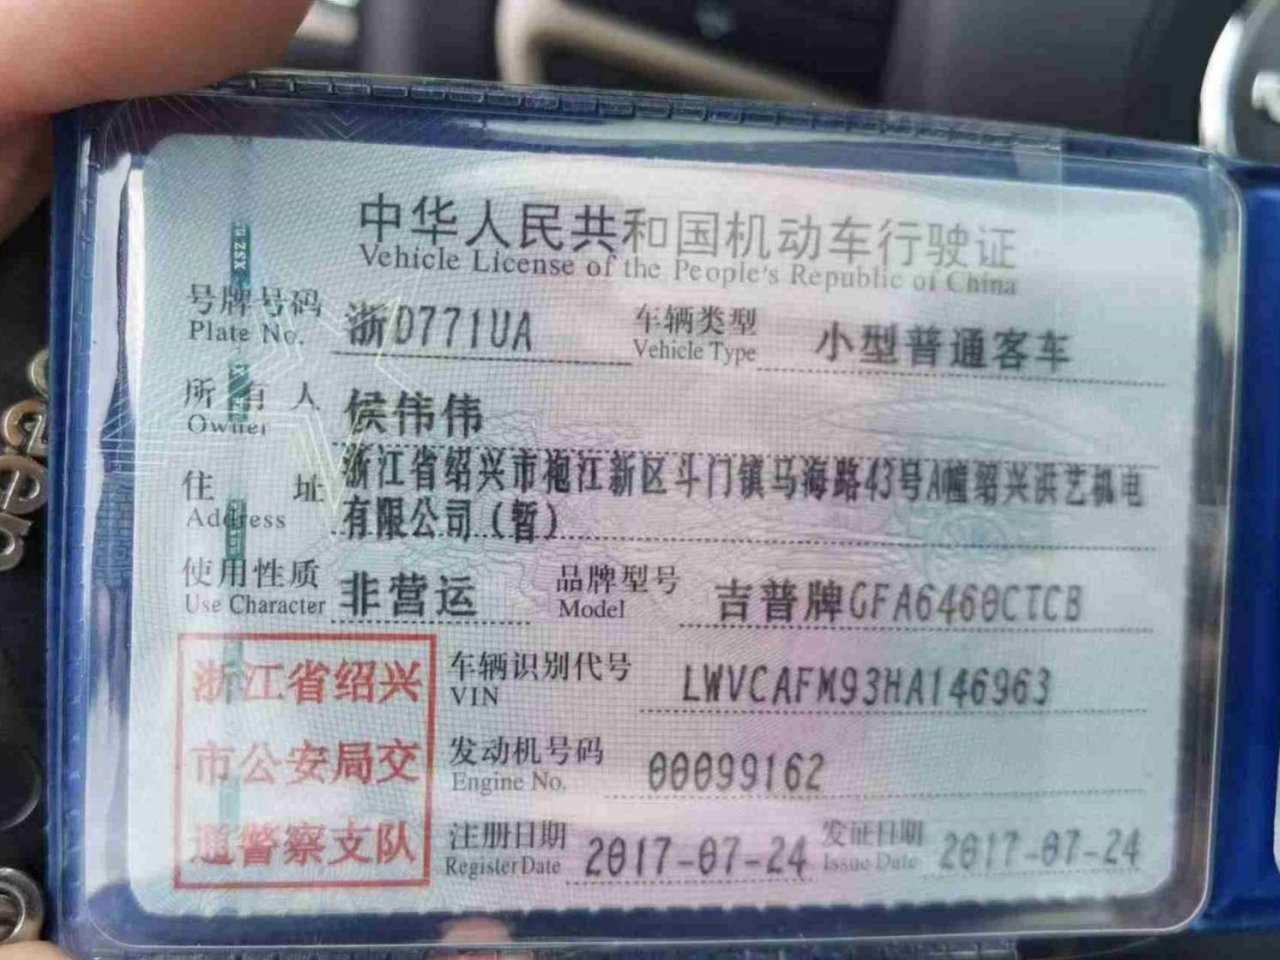 中华人民共和国机动车行驶证
Vehicle License of the People's Republic of China
号牌号码 浙D771UA 车辆类型 小型普通客车
Plate No. Vehicle Type
所有人 侯伟伟
Owner
住址 浙江省绍兴市袍江新区斗门镇马海路43号A幢绍兴洪艺机电
Address 有限公司（暂）
使用性质 非营运 品牌型号 吉普牌GFA6460CTCB
Use Character Model
浙江省绍兴
市公安局交
通警察支队
车辆识别代号 LWVCAFM93HA146963
VIN
发动机号码 00099162
Engine No.
注册日期 2017-07-24 发证日期 2017-07-24
Register Date Issue Date